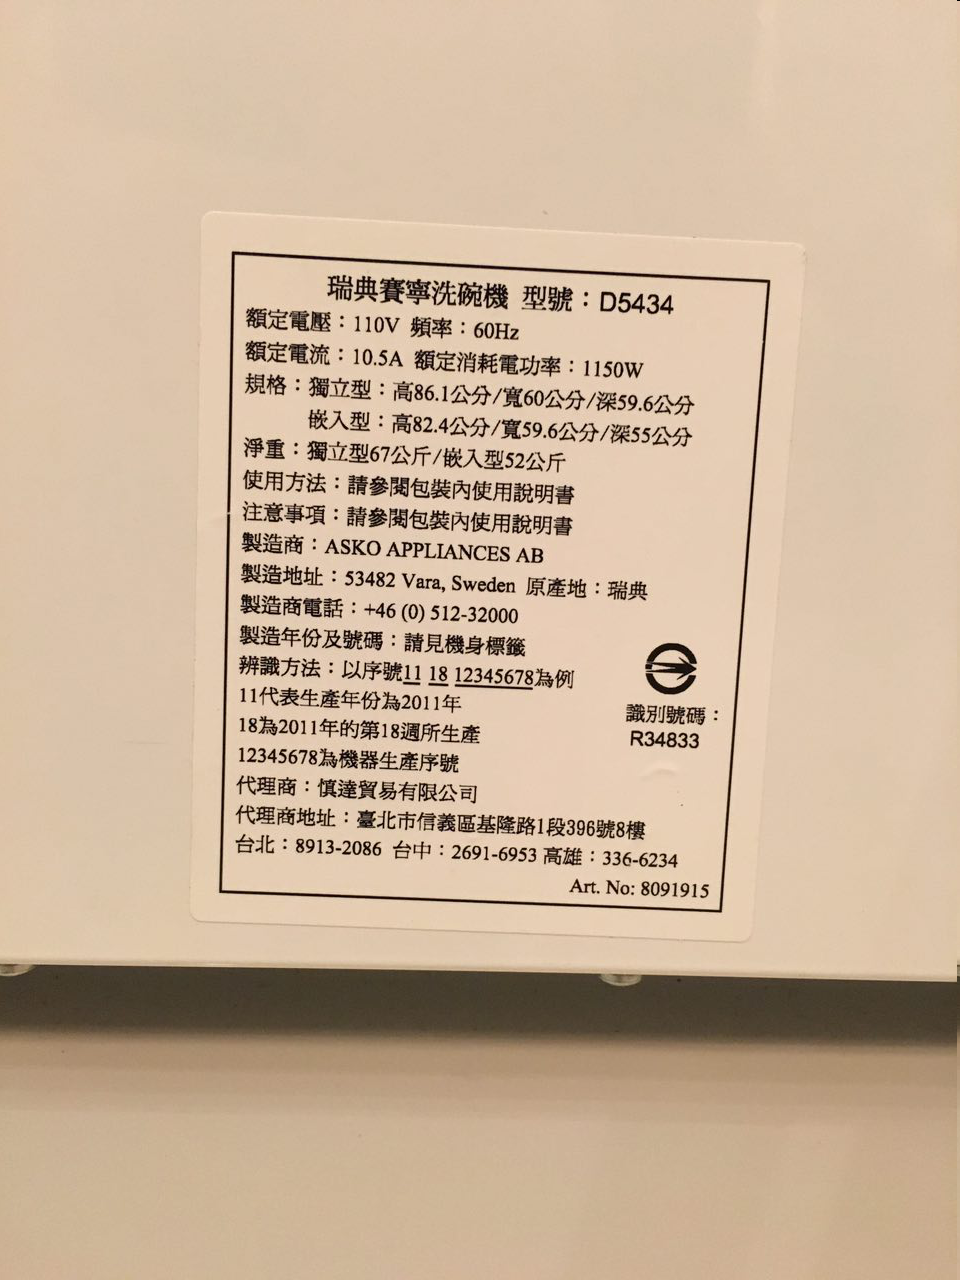 瑞典賽寧洗碗機 型號：D5434
額定電壓：110V 頻率：60Hz
額定電流：10.5A 額定消耗電功率：1150W
規格：獨立型：高86.1公分/寬60公分/深59.6公分
嵌入型：高82.4公分/寬59.6公分/深55公分
淨重：獨立型67公斤/嵌入型52公斤
使用方法：請參閱包裝內使用說明書
注意事項：請參閱包裝內使用說明書
製造商：ASKO APPLIANCES AB
製造地址：53482 Vara, Sweden 原產地：瑞典
製造商電話：+46 (0) 512-32000
製造年份及號碼：請見機身標籤
辨識方法：以序號11 18 12345678為例
11代表生產年份為2011年
18為2011年的第18週所生產
12345678為機器生產序號
識別號碼：
R34833
代理商：慎達貿易有限公司
代理商地址：臺北市信義區基隆路1段396號8樓
台北：8913-2086 台中：2691-6953 高雄：336-6234
Art. No: 8091915